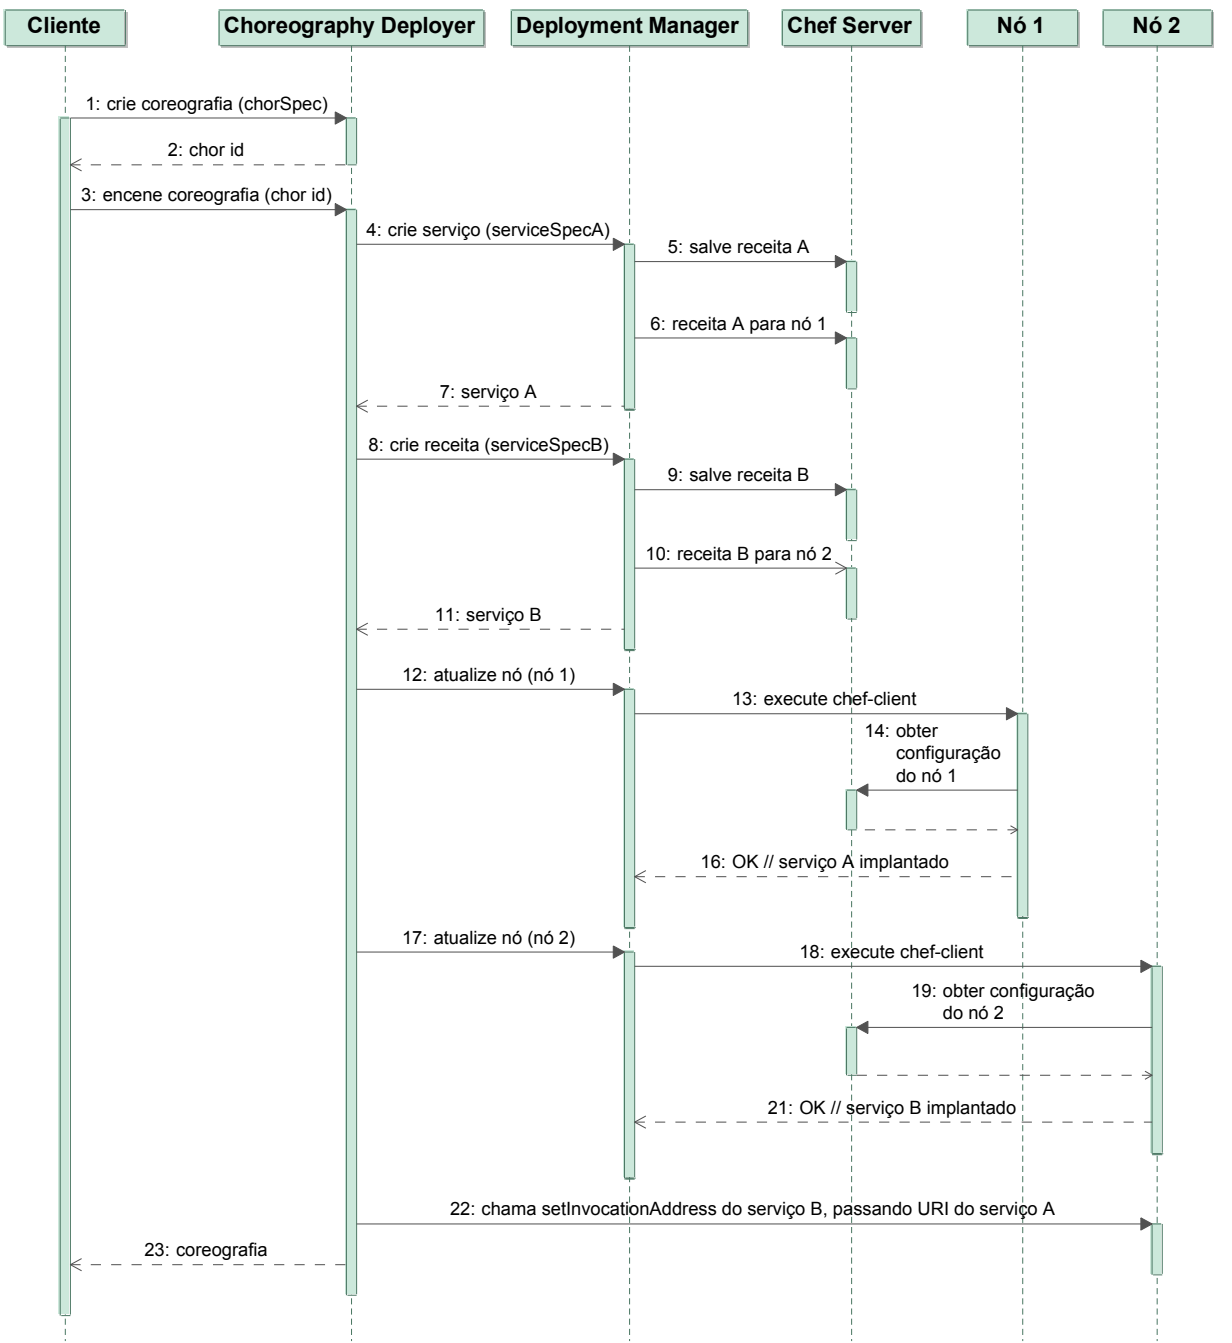 Cliente
Choreography Deployer
Deployment Manager
Chef Server
Nó 1
Nó 2
1: crie coreografia (chorSpec)
2: chor id
3: encene coreografia (chor id)
4: crie serviço (serviceSpecA)
5: salve receita A
6: receita A para nó 1
7: serviço A
8: crie receita (serviceSpecB)
9: salve receita B
10: receita B para nó 2
11: serviço B
12: atualize nó (nó 1)
13: execute chef-client
14: obter
configuração
do nó 1
16: OK // serviço A implantado
17: atualize nó (nó 2)
18: execute chef-client
19: obter configuração
do nó 2
21: OK // serviço B implantado
22: chama setInvocationAddress do serviço B, passando URI do serviço A
23: coreografia